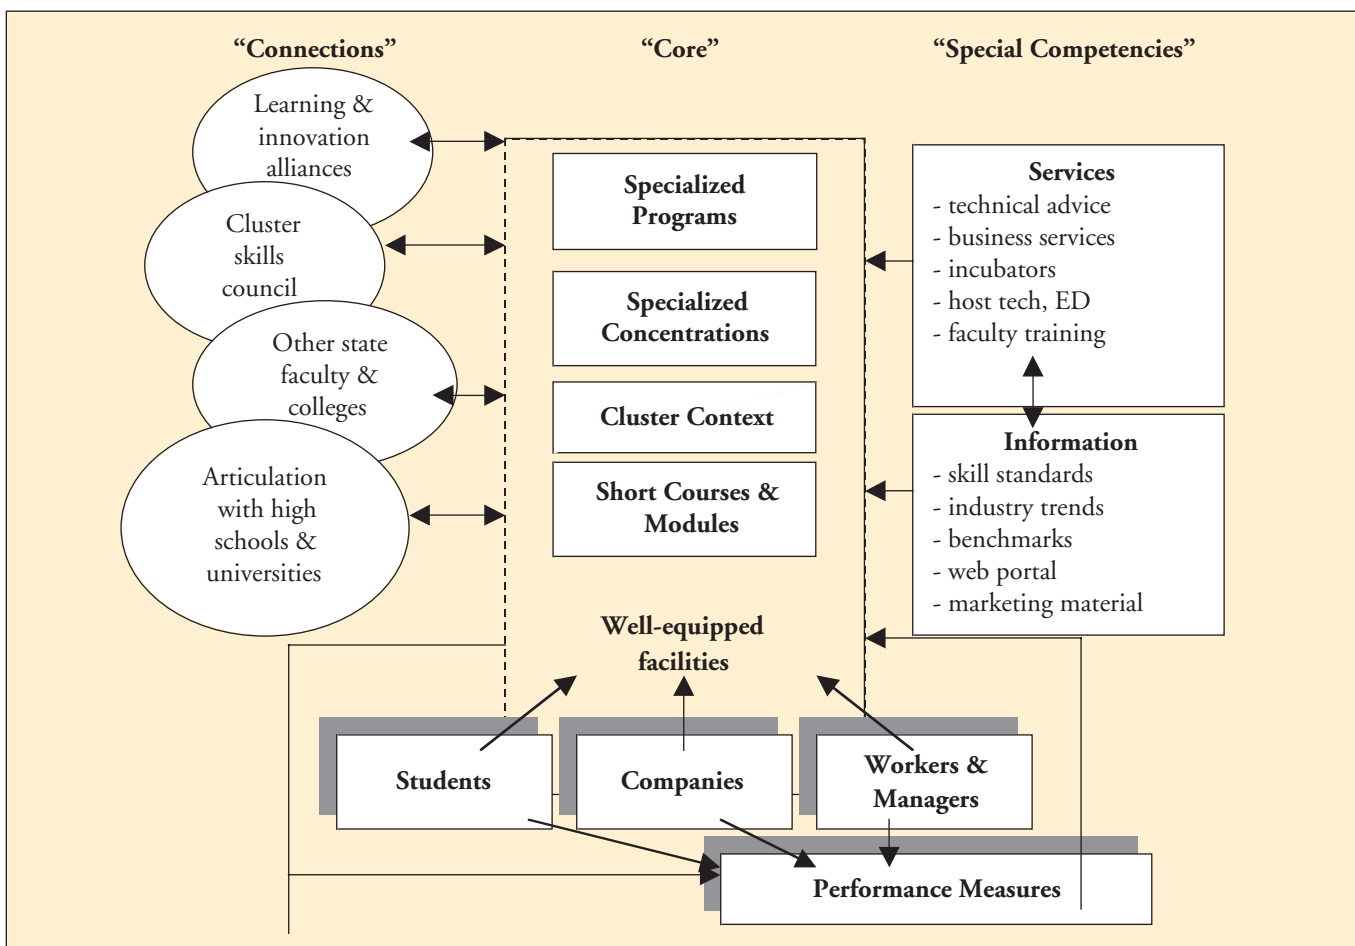 “Connections”
“Core”
“Special Competencies”
Learning &
innovation
alliances
Cluster
skills
council
Other state
faculty &
colleges
Articulation
with high
schools &
universities
Specialized
Programs
Specialized
Concentrations
Cluster Context
Short Courses &
Modules
Well-equipped
facilities
Services
- technical advice
- business services
- incubators
- host tech, ED
- faculty training
Information
- skill standards
- industry trends
- benchmarks
- web portal
- marketing material
Students
Companies
Workers &
Managers
Performance Measures